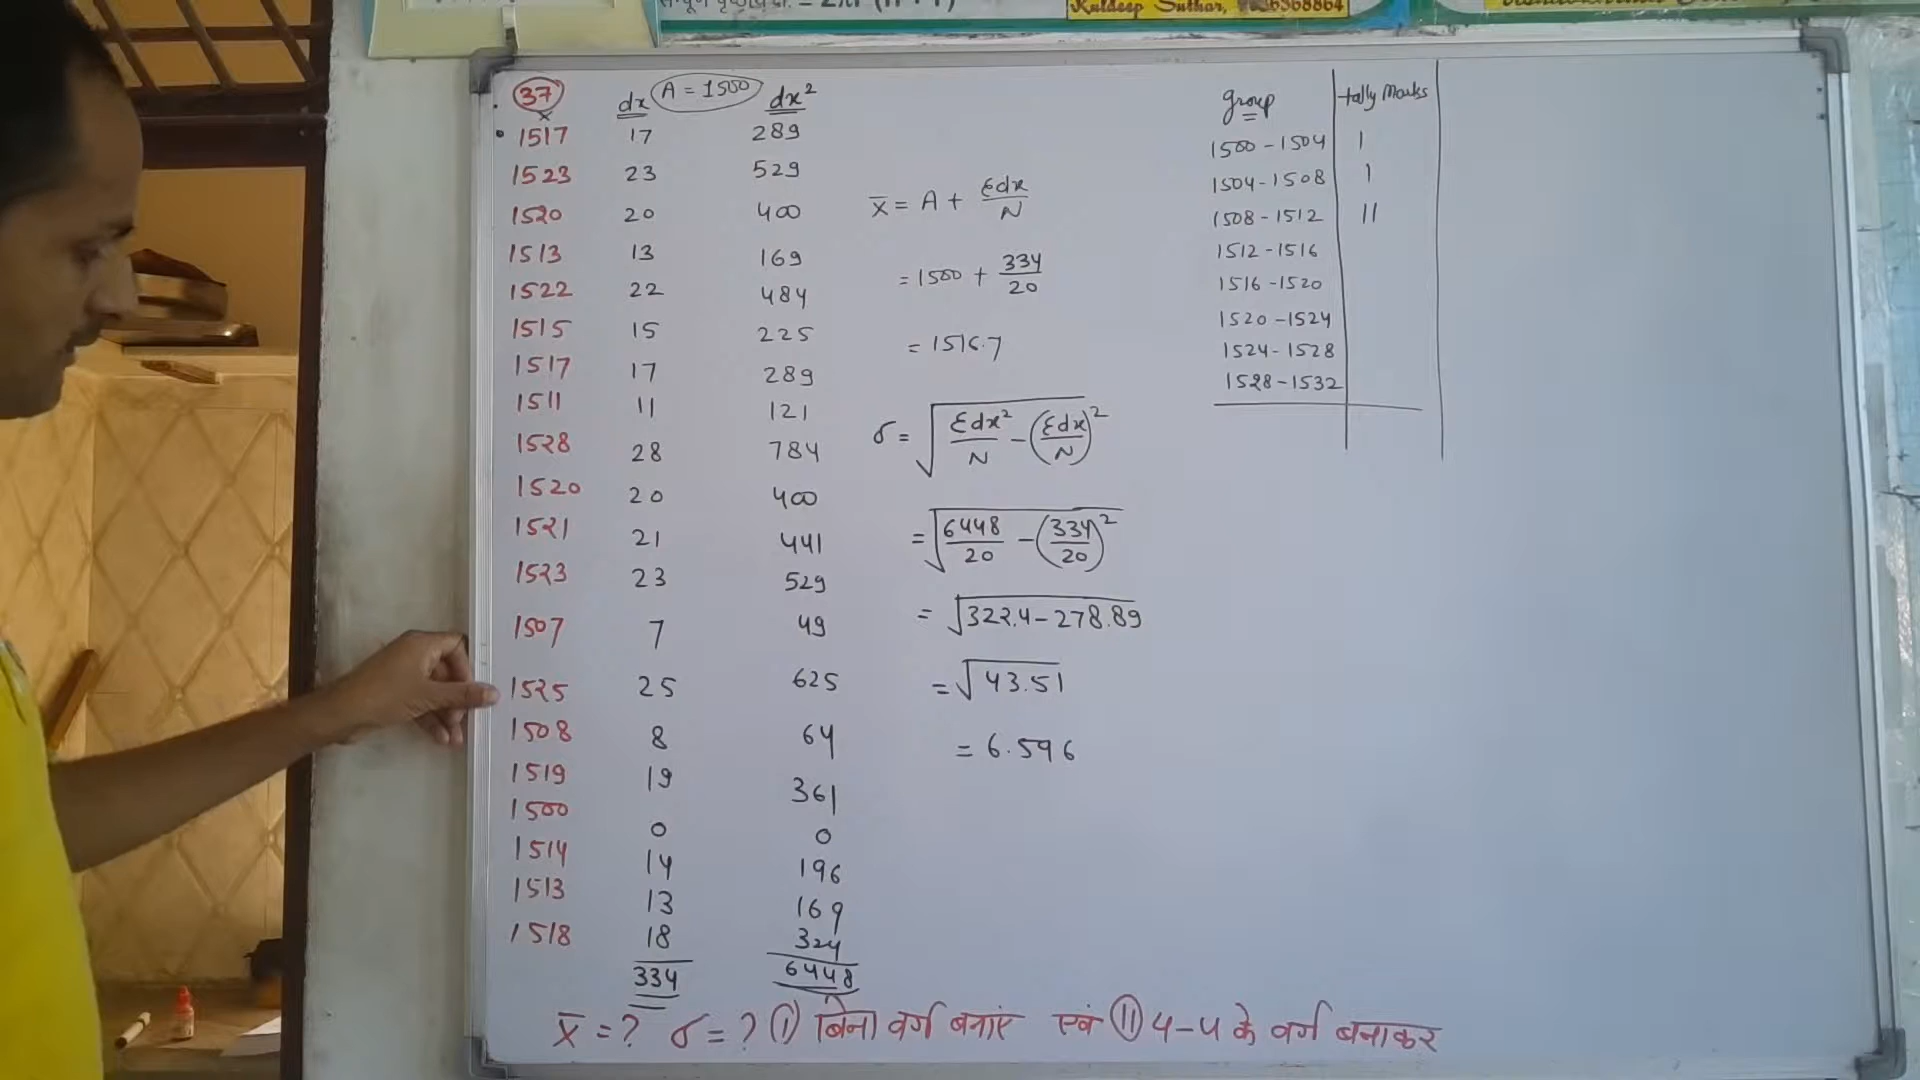 Kuldeep Suthar,
37 A = 1500
x dx dx²
1517 17 289
1523 23 529
1520 20 400
1513 13 169
1522 22 484
1515 15 225
1517 17 289
1511 11 121
1528 28 784
1520 20 400
1521 21 441
1523 23 529
1507 7 49
1525 25 625
1508 8 64
1519 19 361
1500 0 0
1514 14 196
1513 13 169
1518 18 324
334 6448
x̄ = A + Σdx/N
= 1500 + 334/20
= 1516.7
σ = √(Σdx²/N − (Σdx/N)²)
= √(6448/20 − (334/20)²)
= √(322.4 − 278.89)
= √43.51
= 6.596
group tally marks
1500 - 1504 |
1504 - 1508 |
1508 - 1512 ||
1512 - 1516
1516 - 1520
1520 - 1524
1524 - 1528
1528 - 1532
x̄ = ? σ = ? (i) बिना वर्ग बनाएं एवं (ii) 4-4 के वर्ग बनाकर